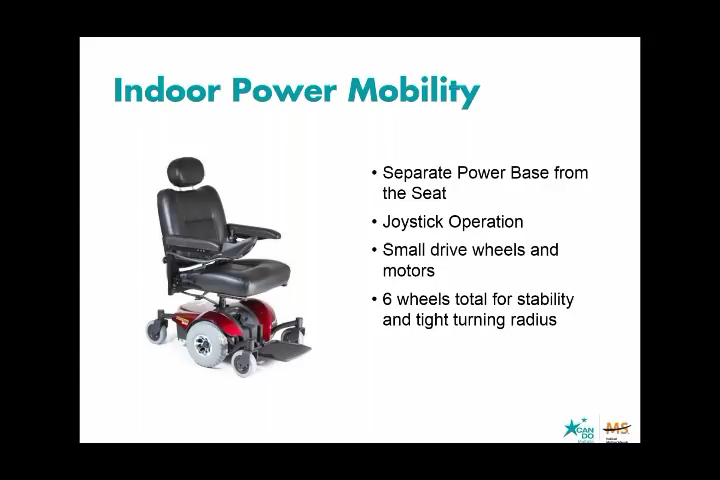 Indoor Power Mobility
• Separate Power Base from
the Seat
• Joystick Operation
• Small drive wheels and
motors
• 6 wheels total for stability
and tight turning radius
CAN
DO
MS